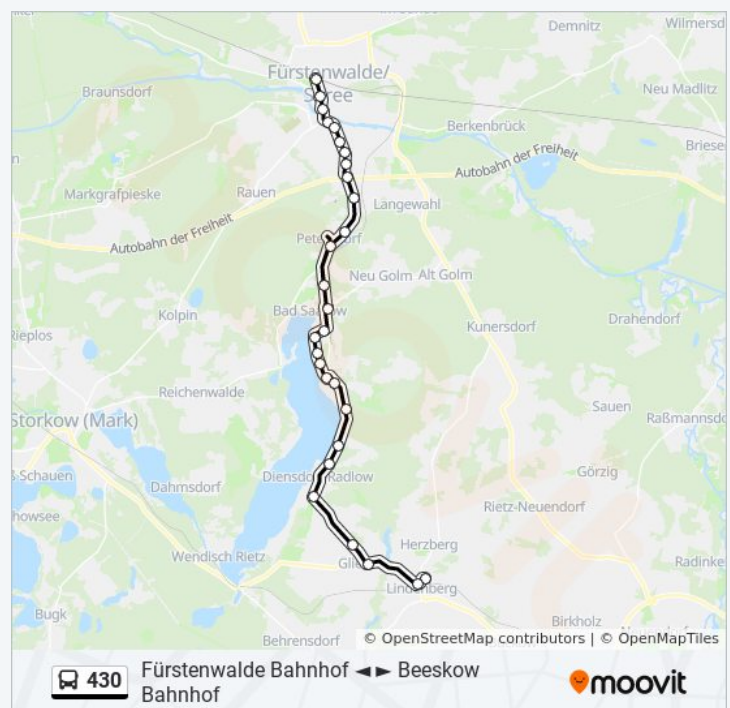 Demnitz
Wilmersd
Fürstenwalde/
Spree
Braunsdorf
Neu Madlitz
Berkenbrück
Briese
Autobahn der Freiheit
Markgrafpieske
Rauen
Langewahl
Autobahn der Freiheit
Neu Golm
Alt Golm
Bad Saarow
Kolpin
Drahendorf
Kunersdorf
Rieplos
Reichenwalde
Sauen
Storkow (Mark)
Raßmannsdo
Görzig
ß Schauen
Diensdorf Radlow
Dahmsdorf
Rietz-Neuendorf
howsee
Herzberg
Wendisch Rietz
Radinke
Lindenberg
Bugk
Birkholz
Behrensdorf
© OpenStreetMap contributors | © OpenMapTiles
430
Fürstenwalde Bahnhof ◄ ► Beeskow
Bahnhof
moovit